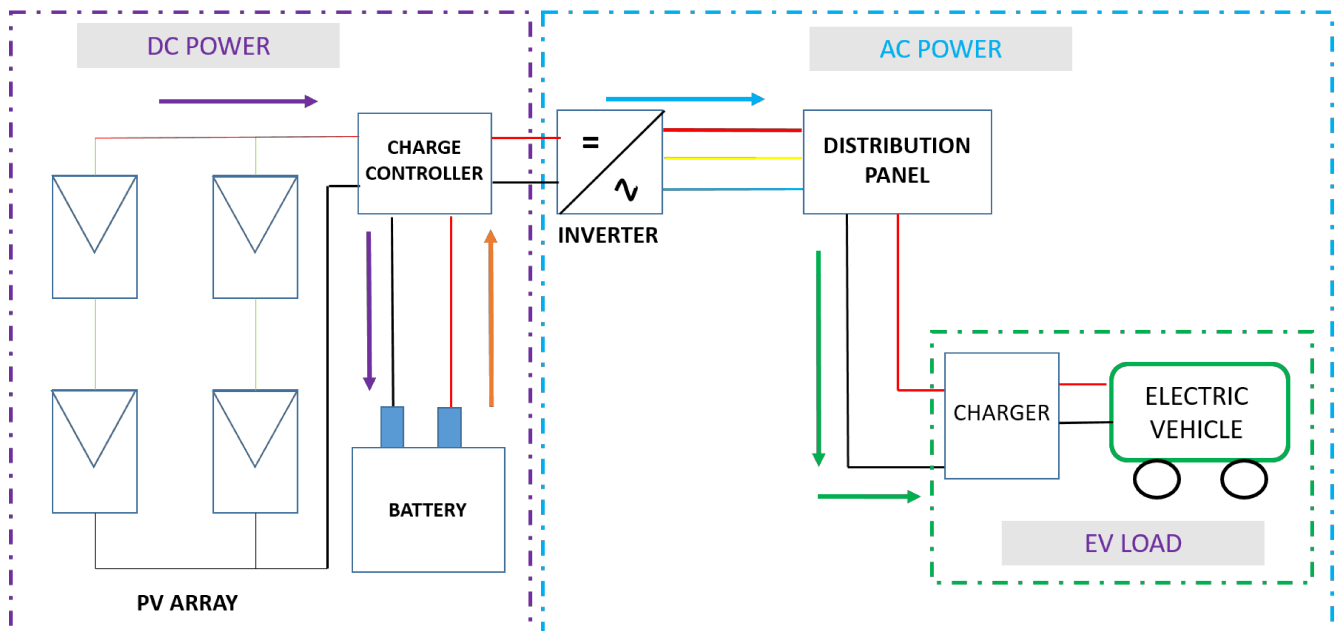 DC POWER
AC POWER
CHARGE
CONTROLLER
=
∿
INVERTER
DISTRIBUTION
PANEL
BATTERY
PV ARRAY
CHARGER
ELECTRIC
VEHICLE
EV LOAD